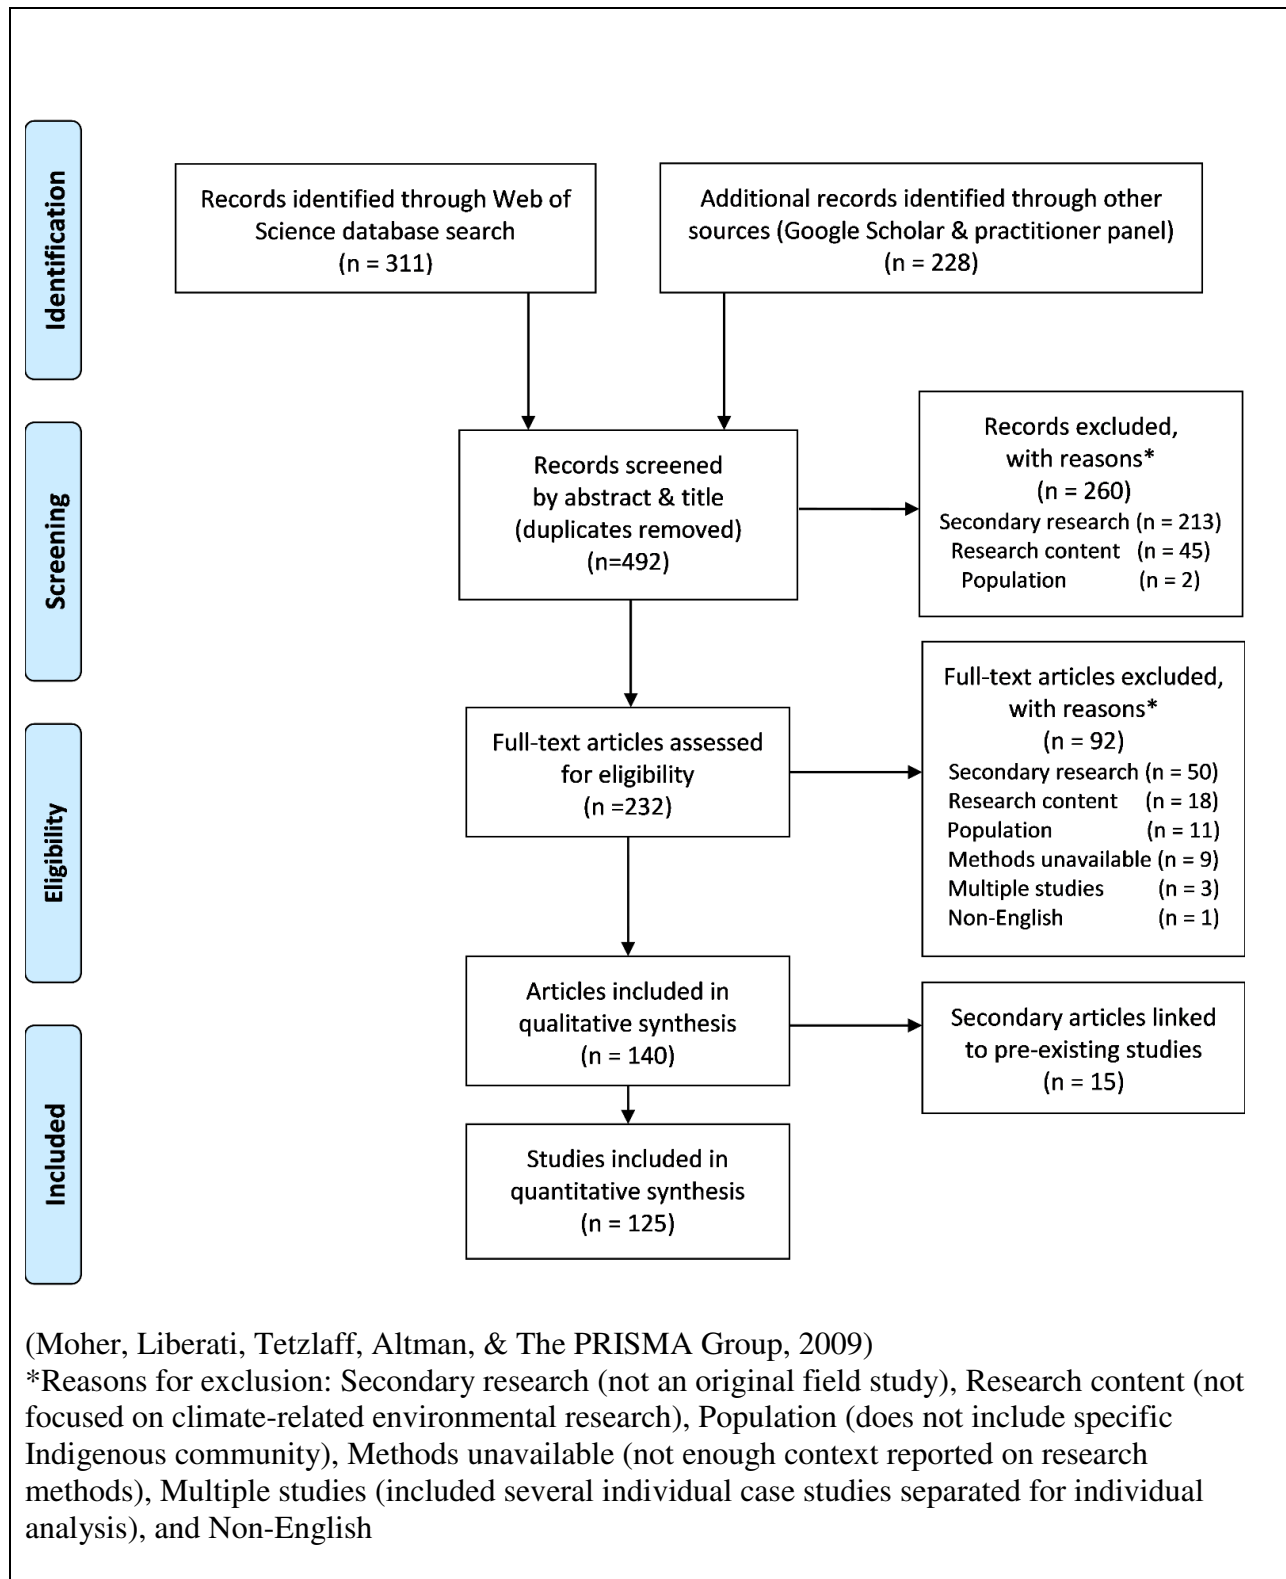 Identification
Records identified through Web of
Science database search
(n = 311)
Additional records identified through other
sources (Google Scholar & practitioner panel)
(n = 228)
Screening
Records screened
by abstract & title
(duplicates removed)
(n=492)
Records excluded,
with reasons*
(n = 260)
Secondary research (n = 213)
Research content (n = 45)
Population (n = 2)
Eligibility
Full-text articles assessed
for eligibility
(n =232)
Full-text articles excluded,
with reasons*
(n = 92)
Secondary research (n = 50)
Research content (n = 18)
Population (n = 11)
Methods unavailable (n = 9)
Multiple studies (n = 3)
Non-English (n = 1)
Included
Articles included in
qualitative synthesis
(n = 140)
Secondary articles linked
to pre-existing studies
(n = 15)
Studies included in
quantitative synthesis
(n = 125)
(Moher, Liberati, Tetzlaff, Altman, & The PRISMA Group, 2009)
*Reasons for exclusion: Secondary research (not an original field study), Research content (not
focused on climate-related environmental research), Population (does not include specific
Indigenous community), Methods unavailable (not enough context reported on research
methods), Multiple studies (included several individual case studies separated for individual
analysis), and Non-English